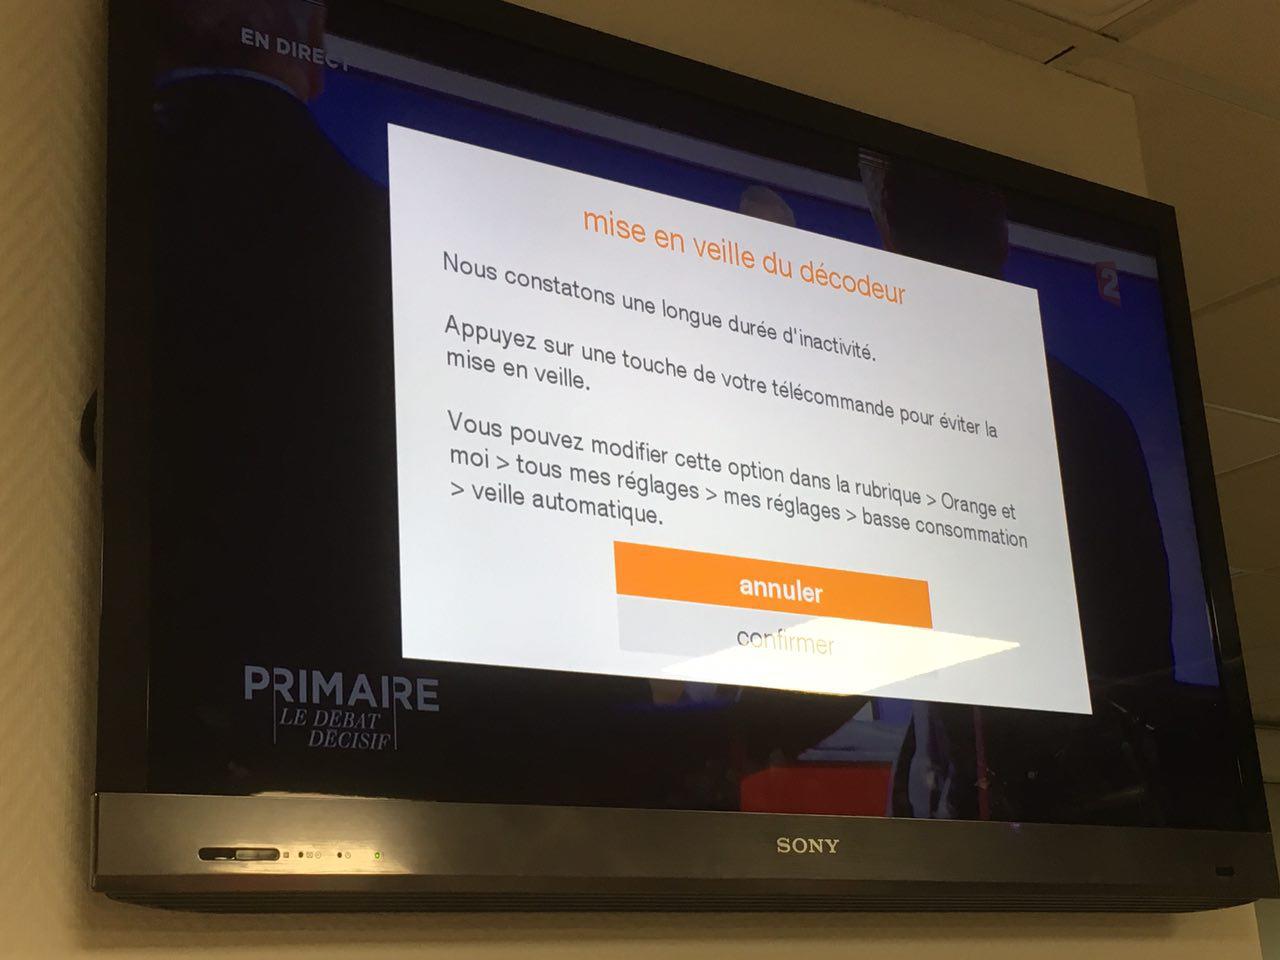 EN DIRECT
2
mise en veille du décodeur
Nous constatons une longue durée d'inactivité.
Appuyez sur une touche de votre télécommande pour éviter la
mise en veille.
Vous pouvez modifier cette option dans la rubrique > Orange et
moi > tous mes réglages > mes réglages > basse consommation
> veille automatique.
annuler
confirmer
PRIMAIRE
LE DÉBAT
DÉCISIF
SONY